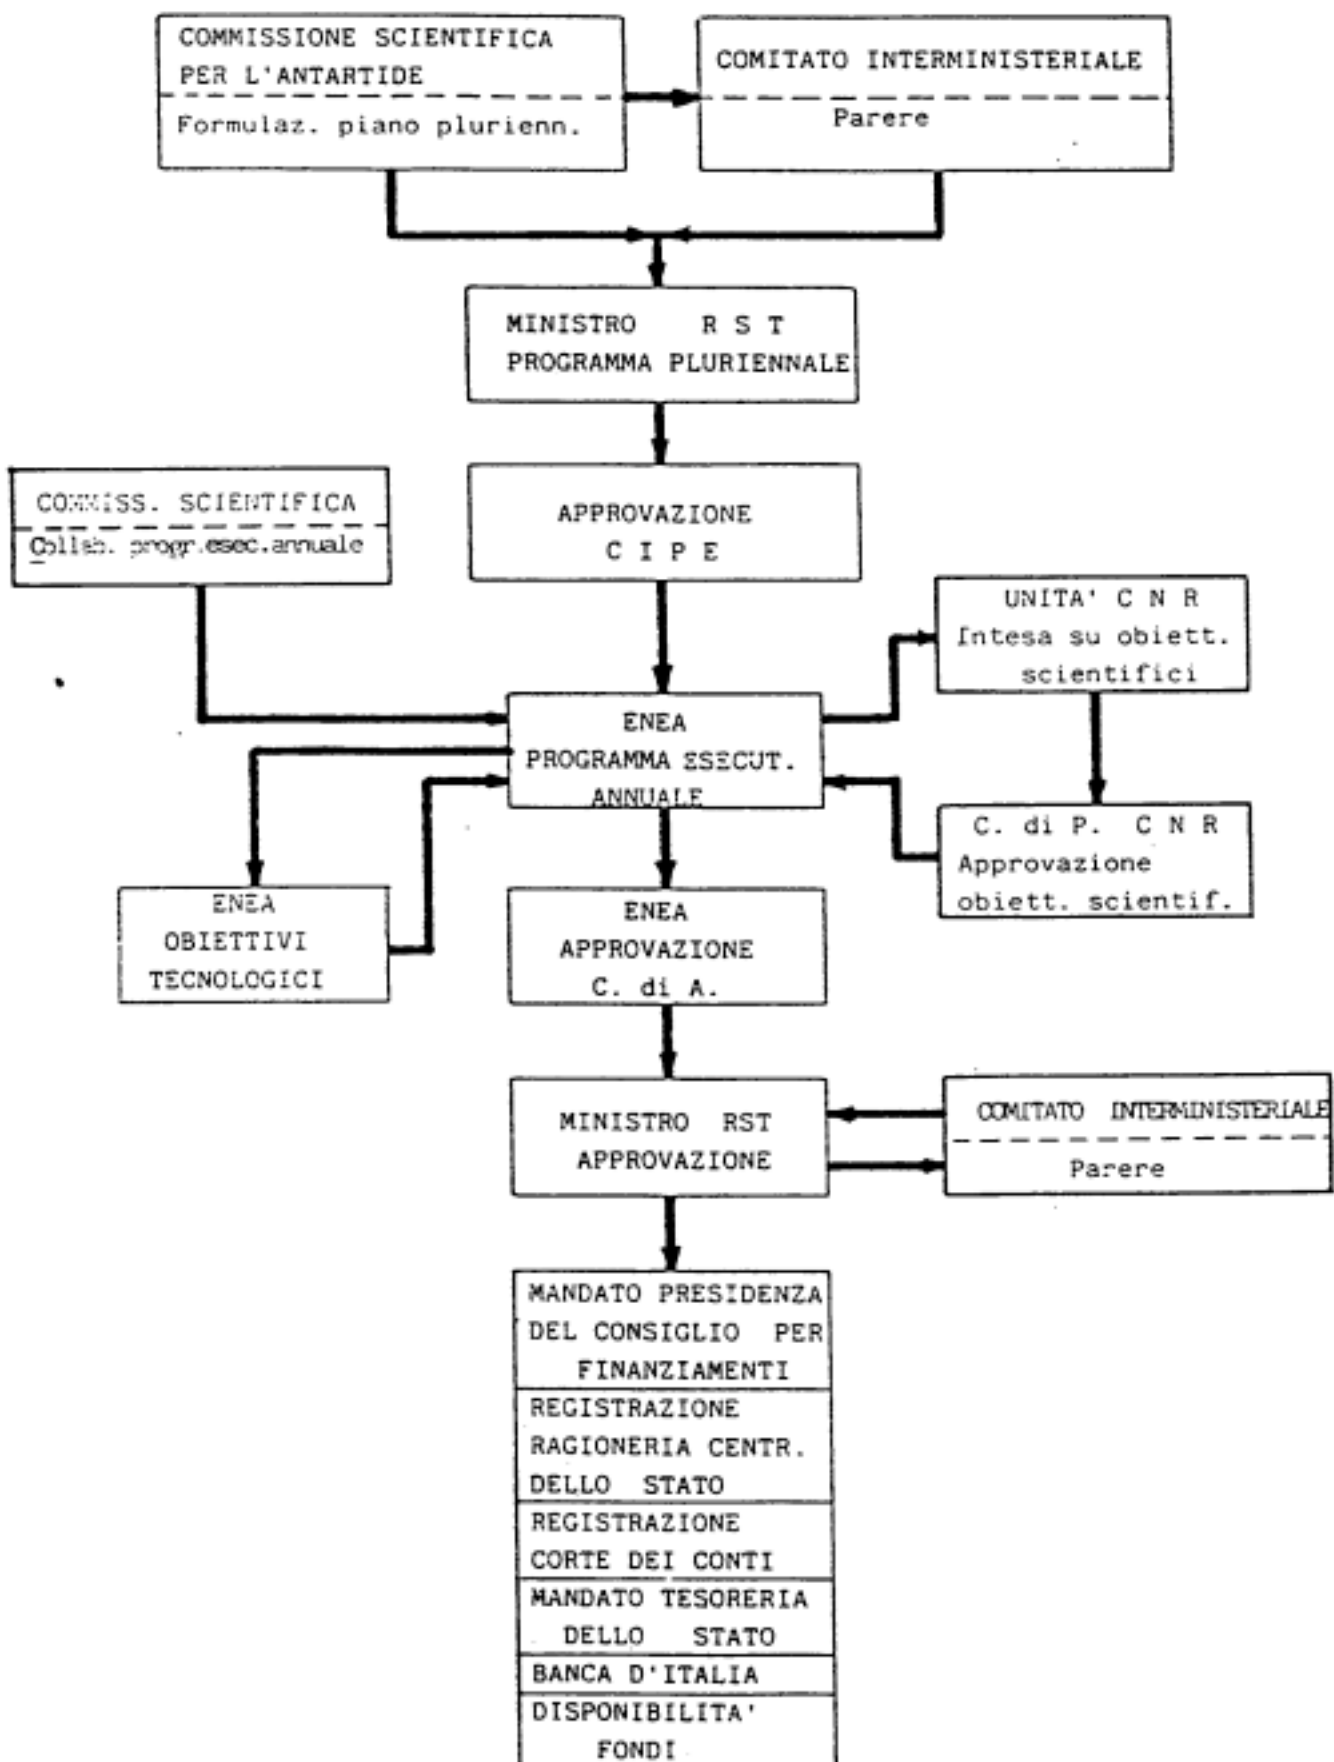 COMMISSIONE SCIENTIFICA
PER L'ANTARTIDE
Formulaz. piano plurienn.
COMITATO INTERMINISTERIALE
Parere
MINISTRO R S T
PROGRAMMA PLURIENNALE
APPROVAZIONE
C I P E
COMMISS. SCIENTIFICA
Collab. progr.esec.annuale
UNITA' C N R
Intesa su obiett.
scientifici
ENEA
PROGRAMMA ESECUT.
ANNUALE
C. di P. C N R
Approvazione
obiett. scientif.
ENEA
OBIETTIVI
TECNOLOGICI
ENEA
APPROVAZIONE
C. di A.
MINISTRO RST
APPROVAZIONE
COMITATO INTERMINISTERIALE
Parere
MANDATO PRESIDENZA
DEL CONSIGLIO PER
FINANZIAMENTI
REGISTRAZIONE
RAGIONERIA CENTR.
DELLO STATO
REGISTRAZIONE
CORTE DEI CONTI
MANDATO TESORERIA
DELLO STATO
BANCA D'ITALIA
DISPONIBILITA'
FONDI